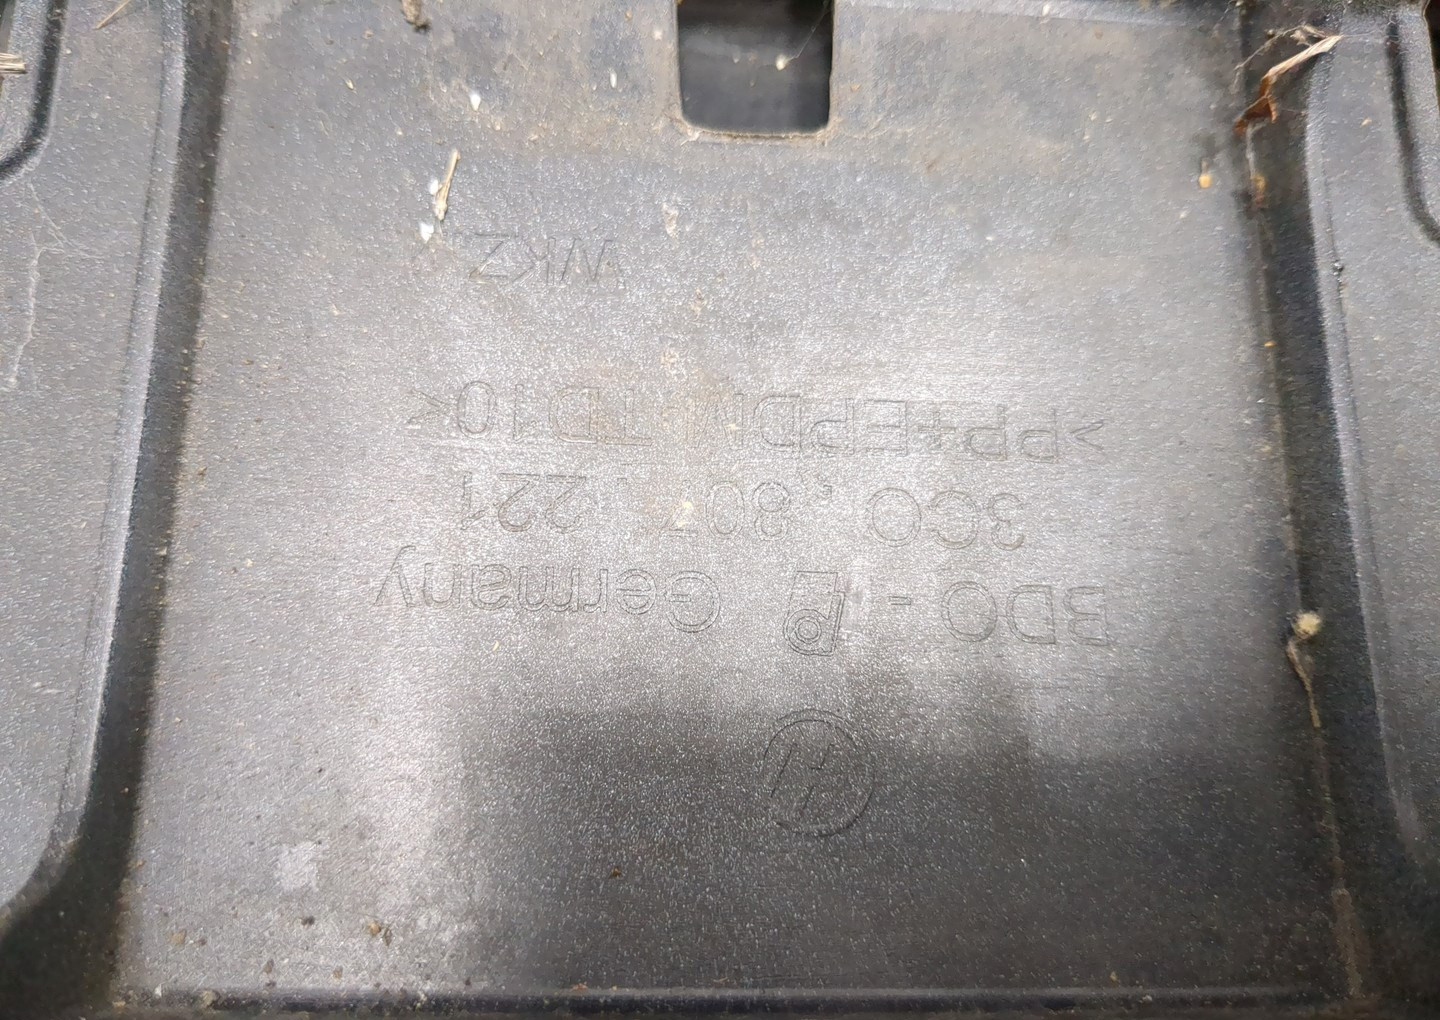 BDO - Germany
3C0 807 221
>PP+EPDM-TD10<
WKZ